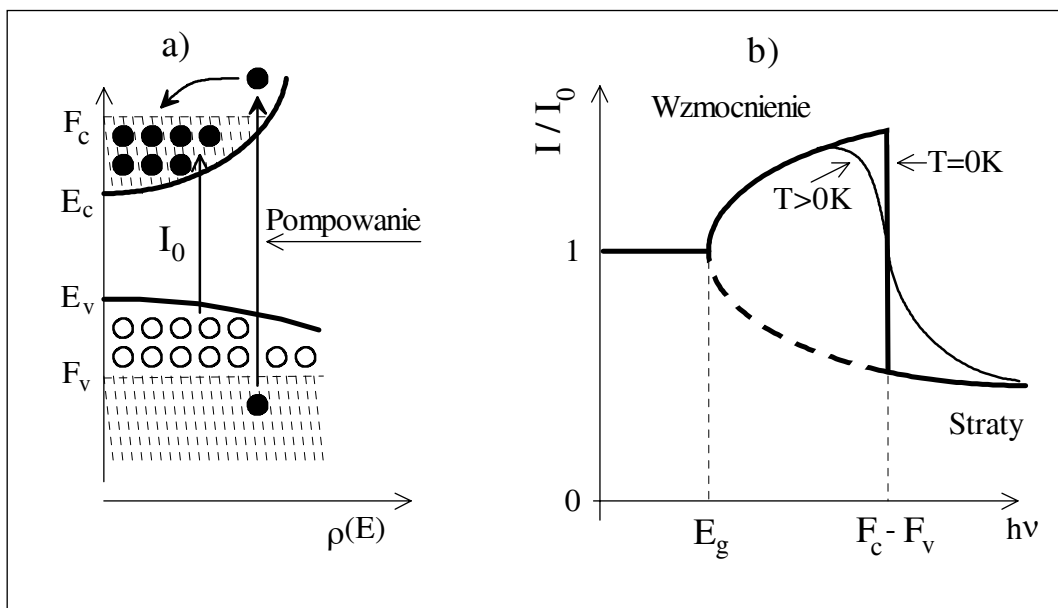 a)
F_c
E_c
I_0
Pompowanie
E_v
F_v
ρ(E)
b)
I / I_0
Wzmocnienie
T=0K
T>0K
1
Straty
0
E_g
F_c - F_v
hν